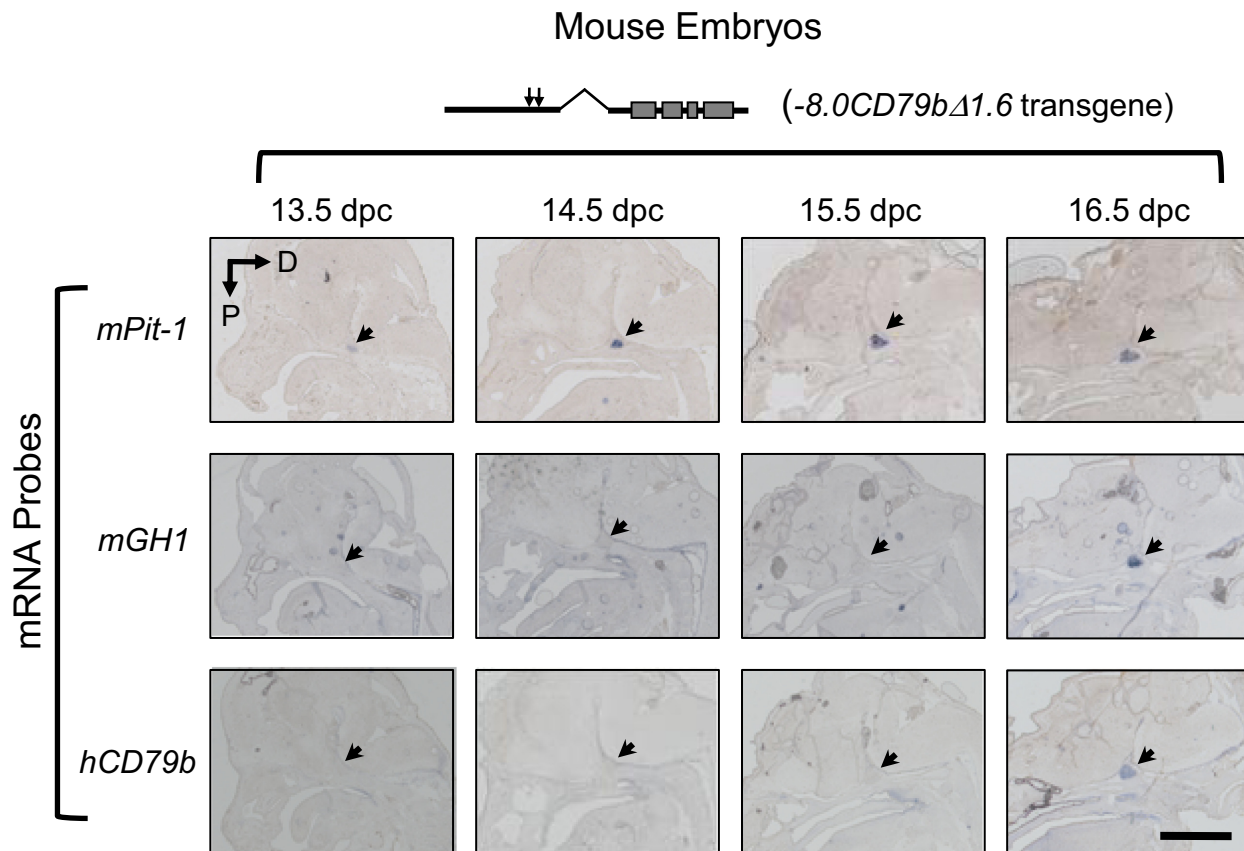 Mouse Embryos
(-8.0CD79bΔ1.6 transgene)
13.5 dpc 14.5 dpc 15.5 dpc 16.5 dpc
D
P
mPit-1
mGH1
hCD79b
mRNA Probes